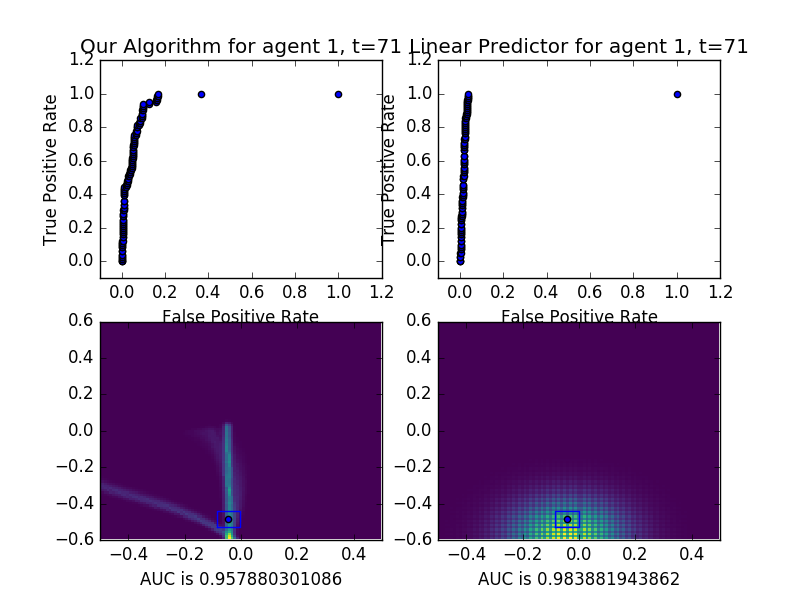 Our Algorithm for agent 1, t=71
Linear Predictor for agent 1, t=71
True Positive Rate
1.2
1.0
0.8
0.6
0.4
0.2
0.0
0.0 0.2 0.4 0.6 0.8 1.0 1.2
False Positive Rate
True Positive Rate
1.2
1.0
0.8
0.6
0.4
0.2
0.0
0.0 0.2 0.4 0.6 0.8 1.0 1.2
False Positive Rate
0.6
0.4
0.2
0.0
−0.2
−0.4
−0.6
−0.4 −0.2 0.0 0.2 0.4
AUC is 0.957880301086
0.6
0.4
0.2
0.0
−0.2
−0.4
−0.6
−0.4 −0.2 0.0 0.2 0.4
AUC is 0.983881943862